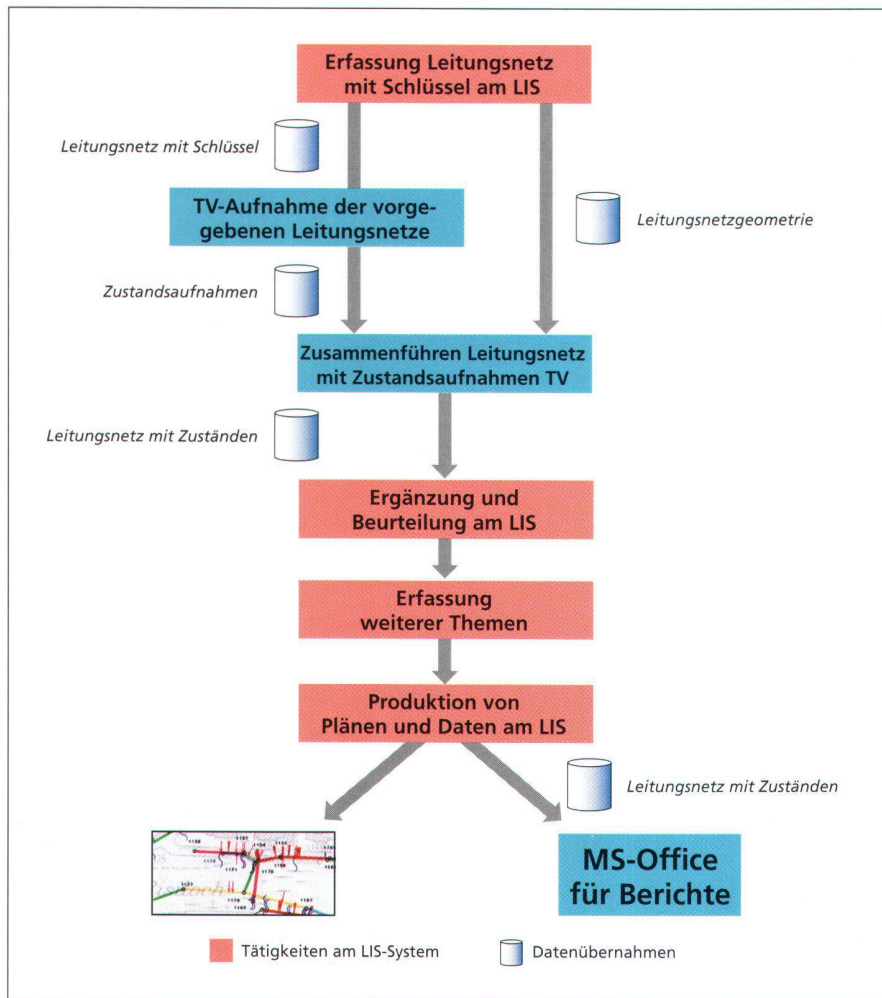 Erfassung Leitungsnetz
mit Schlüssel am LIS
Leitungsnetz mit Schlüssel
TV-Aufnahme der vorge-
gebenen Leitungsnetze
Leitungsnetzgeometrie
Zustandsaufnahmen
Zusammenführen Leitungsnetz
mit Zustandsaufnahmen TV
Leitungsnetz mit Zuständen
Ergänzung und
Beurteilung am LIS
Erfassung
weiterer Themen
Produktion von
Plänen und Daten am LIS
Leitungsnetz mit Zuständen
MS-Office
für Berichte
Tätigkeiten am LIS-System
Datenübernahmen